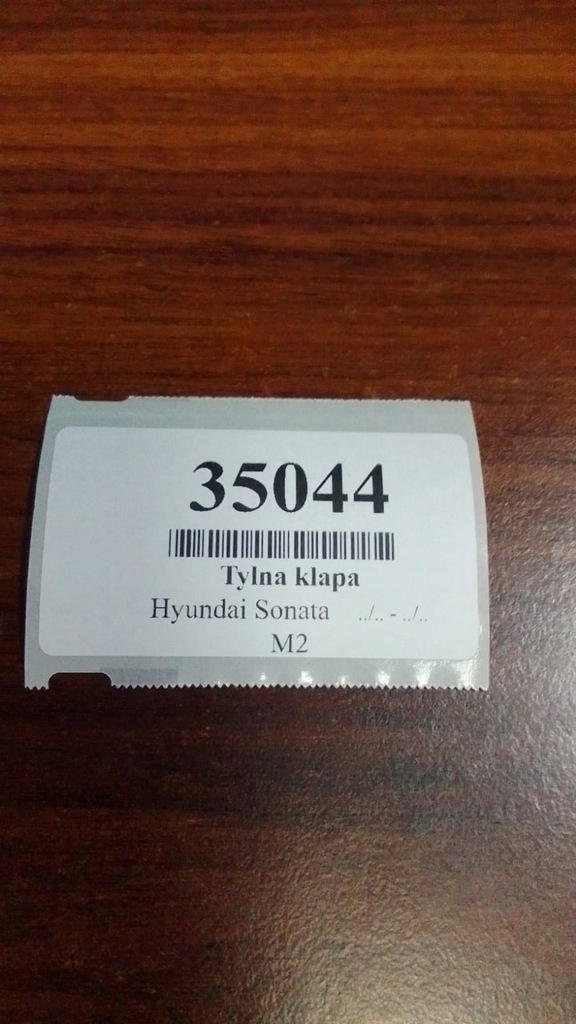 35044
Tylna klapa
Hyundai Sonata ../.. - ../..
M2